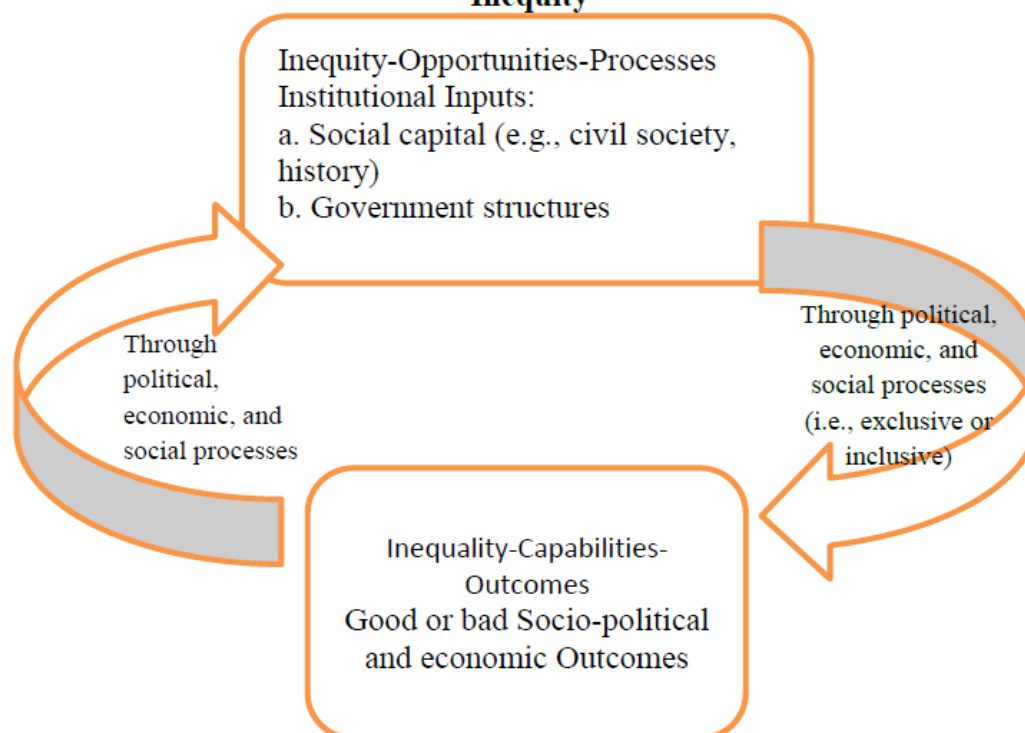 Inequity
Inequity-Opportunities-Processes
Institutional Inputs:
a. Social capital (e.g., civil society,
history)
b. Government structures
Through political,
economic, and
social processes
(i.e., exclusive or
inclusive)
Through
political,
economic, and
social processes
Inequality-Capabilities-
Outcomes
Good or bad Socio-political
and economic Outcomes